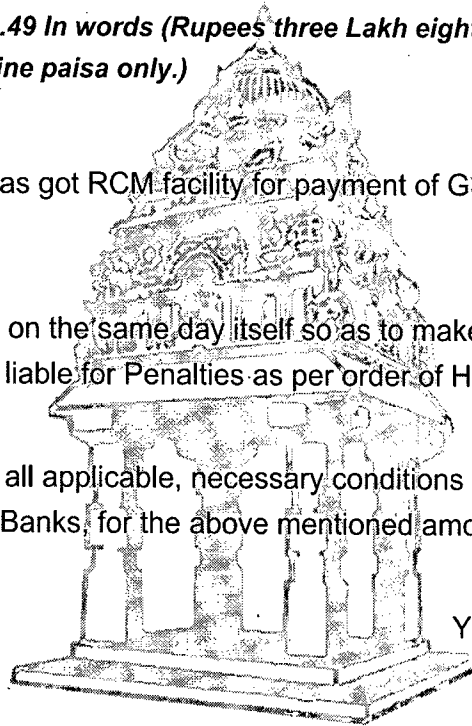 .49 In words (Rupees three Lakh eight
ine paisa only.)
as got RCM facility for payment of G
on the same day itself so as to make
liable for Penalties as per order of H
all applicable, necessary conditions
Banks, for the above mentioned amo
Y